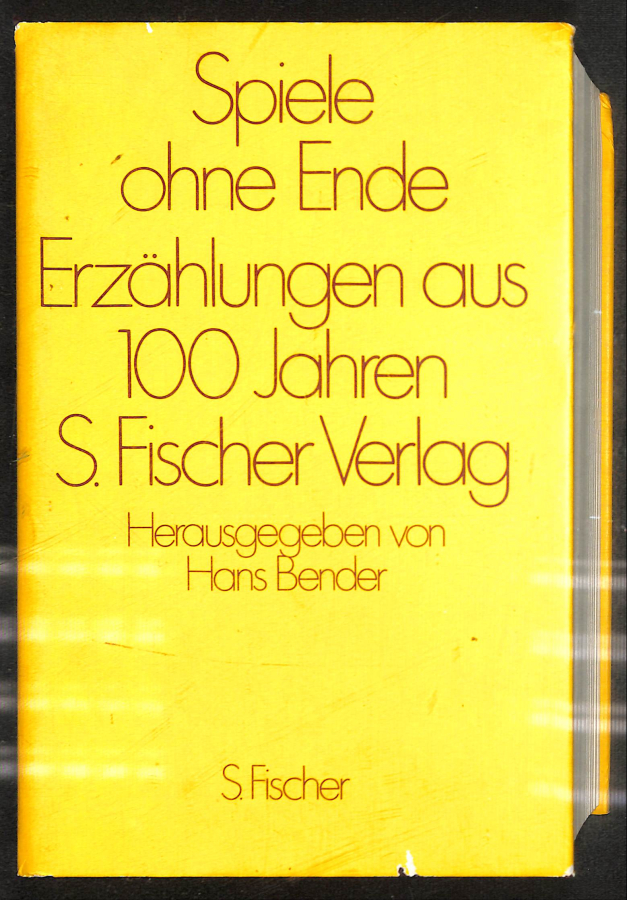 Spiele
ohne Ende
Erzählungen aus
100 Jahren
S. Fischer Verlag
Herausgegeben von
Hans Bender
S. Fischer